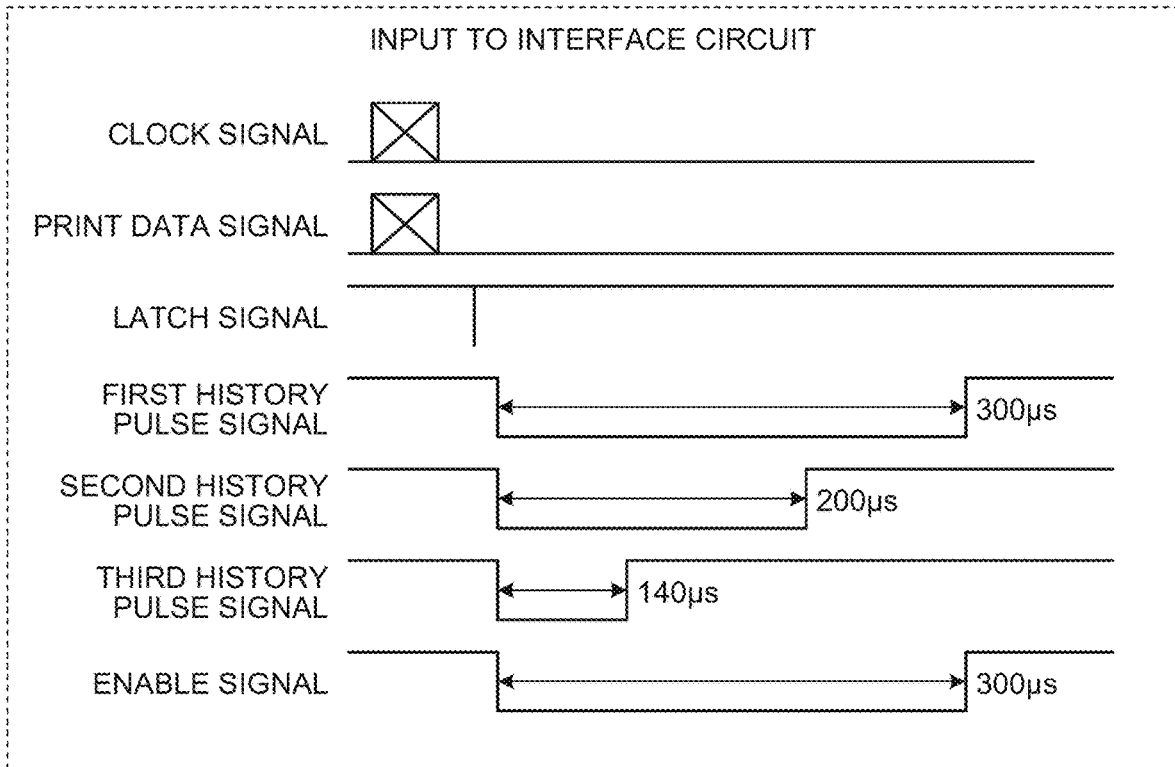 INPUT TO INTERFACE CIRCUIT
CLOCK SIGNAL
PRINT DATA SIGNAL
LATCH SIGNAL
FIRST HISTORY
PULSE SIGNAL
300µs
SECOND HISTORY
PULSE SIGNAL
200µs
THIRD HISTORY
PULSE SIGNAL
140µs
ENABLE SIGNAL
300µs